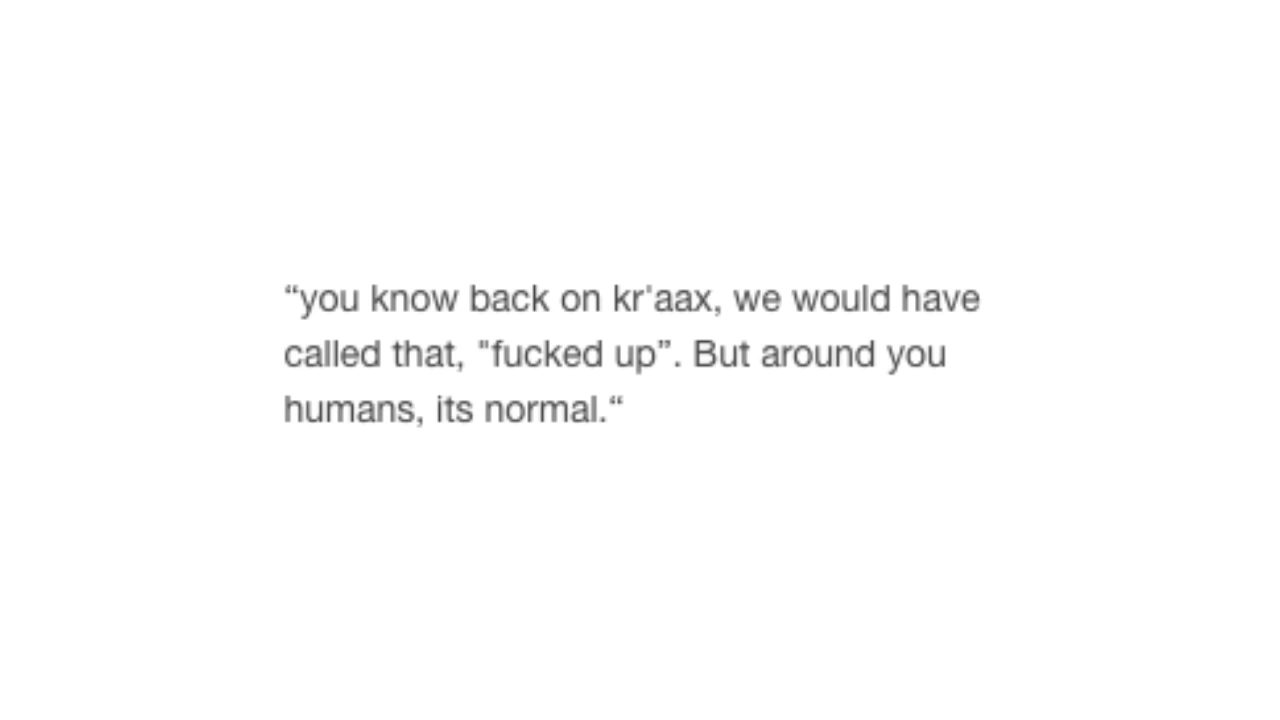 “you know back on kr'aax, we would have
called that, "fucked up”. But around you
humans, its normal.“